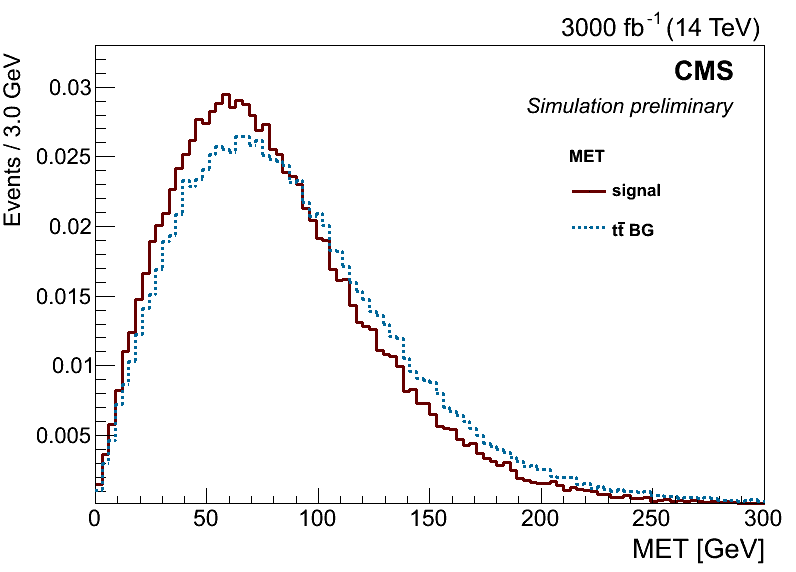 3000 fb⁻¹ (14 TeV)
CMS
Simulation preliminary
MET
signal
tt̄ BG
Events / 3.0 GeV
0.03
0.025
0.02
0.015
0.01
0.005
0 50 100 150 200 250 300
MET [GeV]